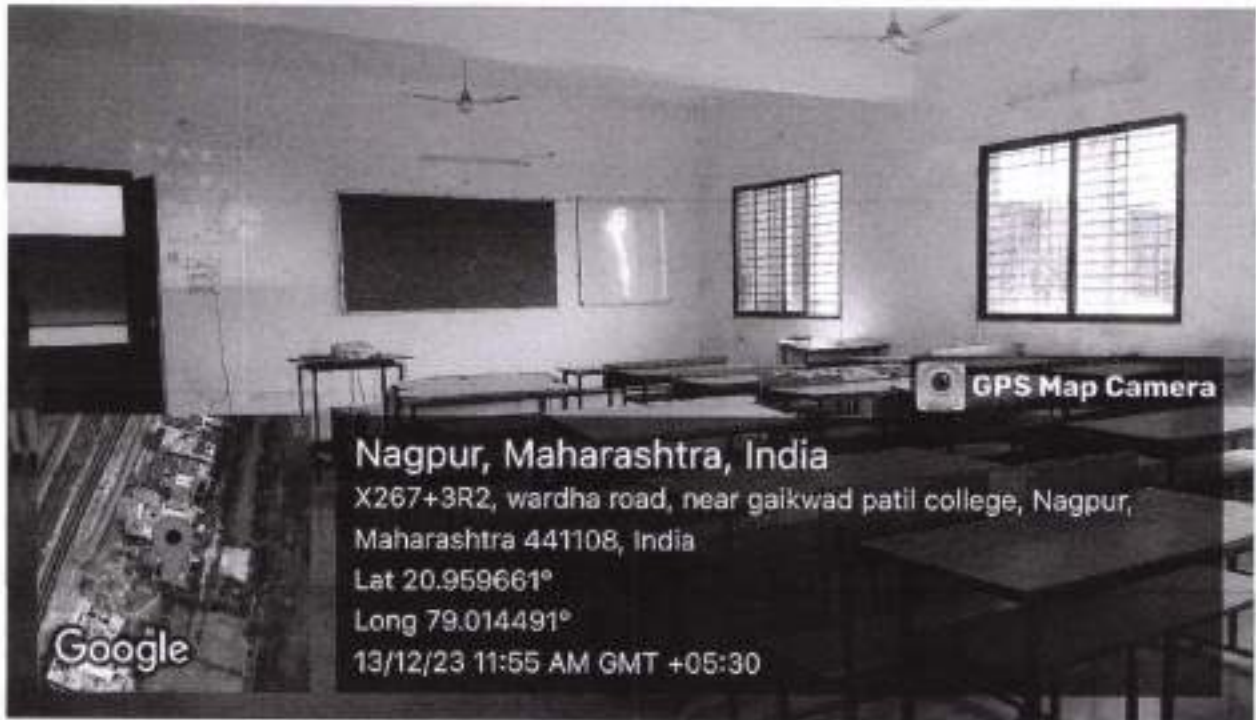 GPS Map Camera
Nagpur, Maharashtra, India
X267+3R2, wardha road, near gaikwad patil college, Nagpur,
Maharashtra 441108, India
Lat 20.959661°
Long 79.014491°
13/12/23 11:55 AM GMT +05:30
Google